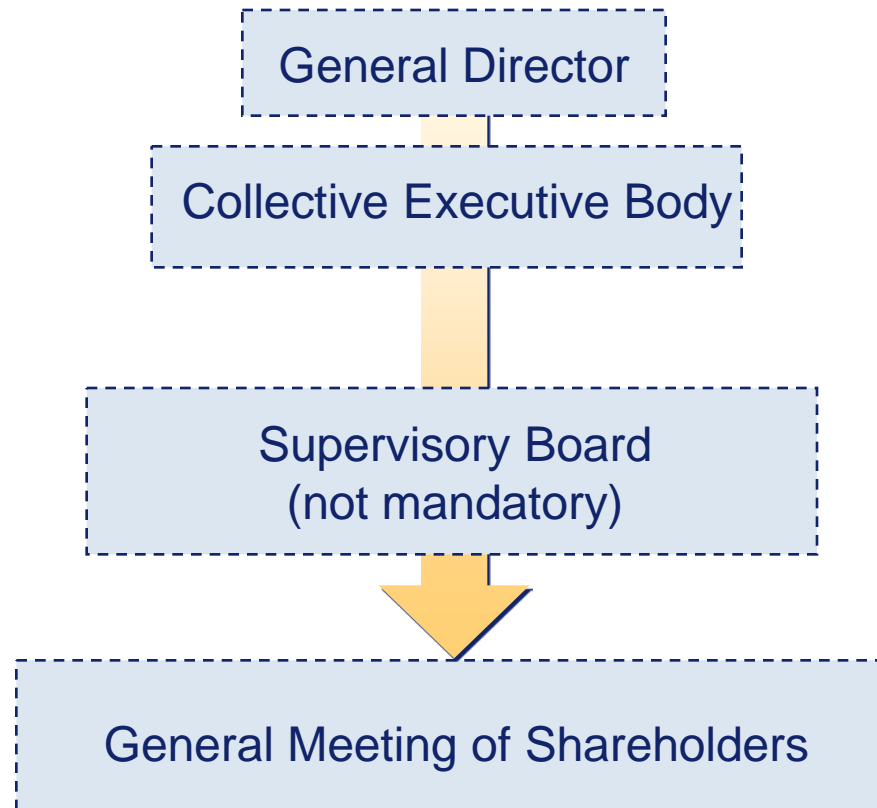 General Director
Collective Executive Body
Supervisory Board
(not mandatory)
General Meeting of Shareholders